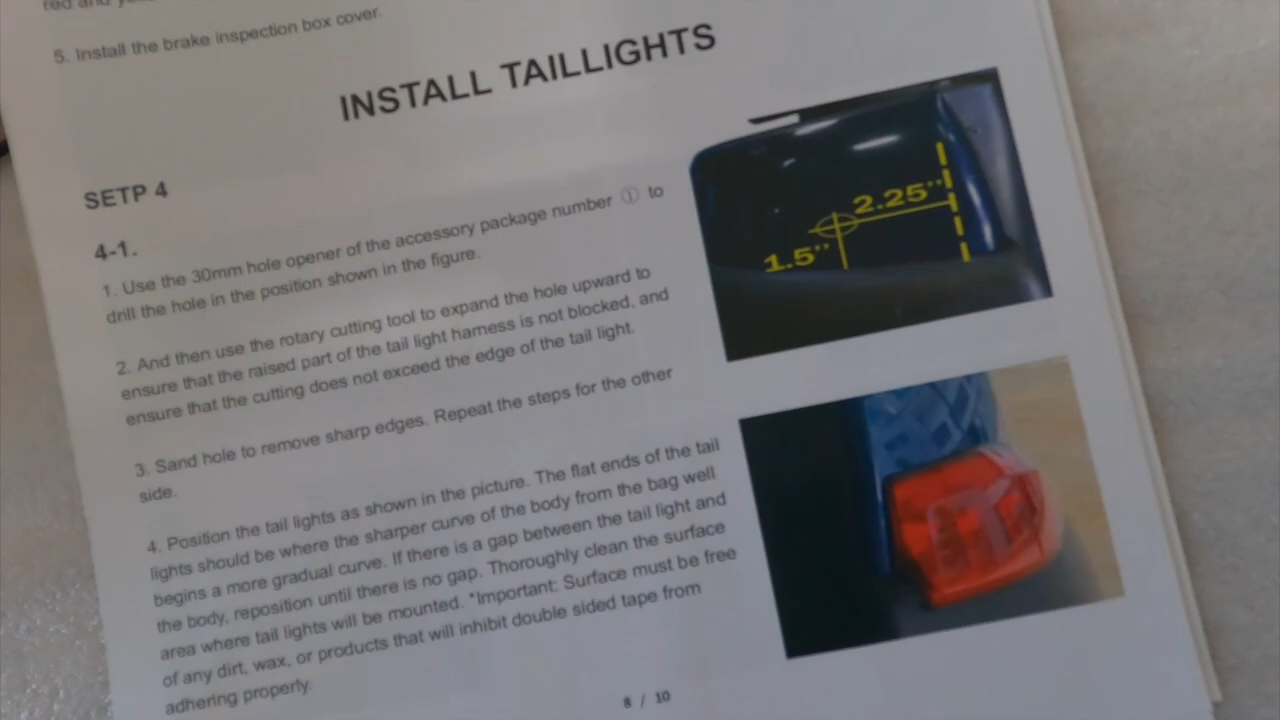 red and
5. Install the brake inspection box cover.
INSTALL TAILLIGHTS
SETP 4
4-1.
1. Use the 30mm hole opener of the accessory package number ① to
drill the hole in the position shown in the figure.
2. And then use the rotary cutting tool to expand the hole upward to
ensure that the raised part of the tail light harness is not blocked, and
ensure that the cutting does not exceed the edge of the tail light.
3. Sand hole to remove sharp edges. Repeat the steps for the other
side.
4. Position the tail lights as shown in the picture. The flat ends of the tail
lights should be where the sharper curve of the body from the bag well
begins a more gradual curve. If there is a gap between the tail light and
the body, reposition until there is no gap. Thoroughly clean the surface
area where tail lights will be mounted. *Important: Surface must be free
of any dirt, wax, or products that will inhibit double sided tape from
adhering properly.
2.25''
1.5''
8 / 10